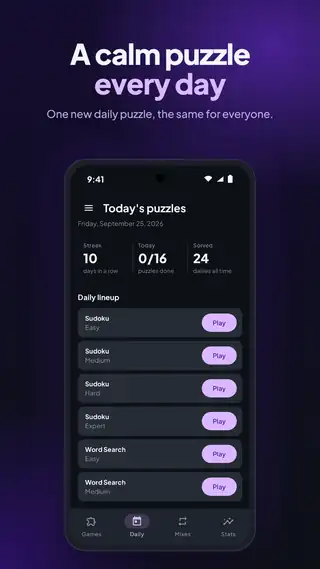 A calm puzzle
every day
One new daily puzzle, the same for everyone.
9:41
Today's puzzles
Friday, September 25, 2026
Streak Today Solved
10 0/16 24
days in a row puzzles done dailies all time
Daily lineup
Sudoku
Easy
Play
Sudoku
Medium
Play
Sudoku
Hard
Play
Sudoku
Expert
Play
Word Search
Easy
Play
Word Search
Medium
Play
Games Daily Mixes Stats